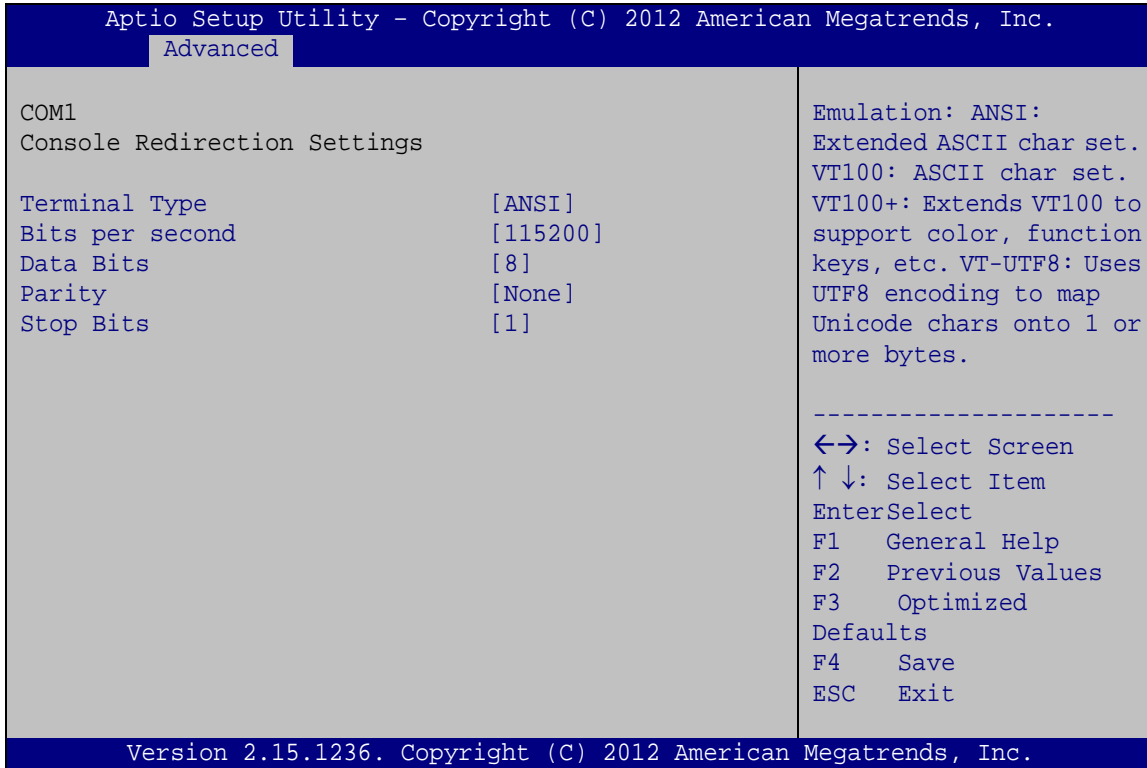 Aptio Setup Utility – Copyright (C) 2012 American Megatrends, Inc.
Advanced
COM1
Console Redirection Settings
Terminal Type [ANSI]
Bits per second [115200]
Data Bits [8]
Parity [None]
Stop Bits [1]
Emulation: ANSI:
Extended ASCII char set.
VT100: ASCII char set.
VT100+: Extends VT100 to
support color, function
keys, etc. VT-UTF8: Uses
UTF8 encoding to map
Unicode chars onto 1 or
more bytes.
---------------------
←→: Select Screen
↑ ↓: Select Item
EnterSelect
F1 General Help
F2 Previous Values
F3 Optimized
Defaults
F4 Save
ESC Exit
Version 2.15.1236. Copyright (C) 2012 American Megatrends, Inc.